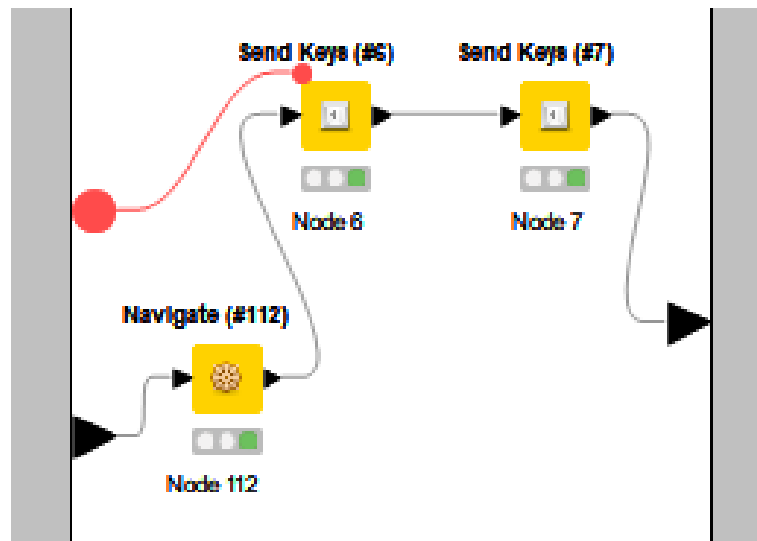 Send Keys (#6) Send Keys (#7)
Node 6 Node 7
Navigate (#112)
Node 112